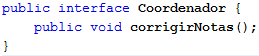 public interface Coordenador {
    public void corrigirNotas();
}